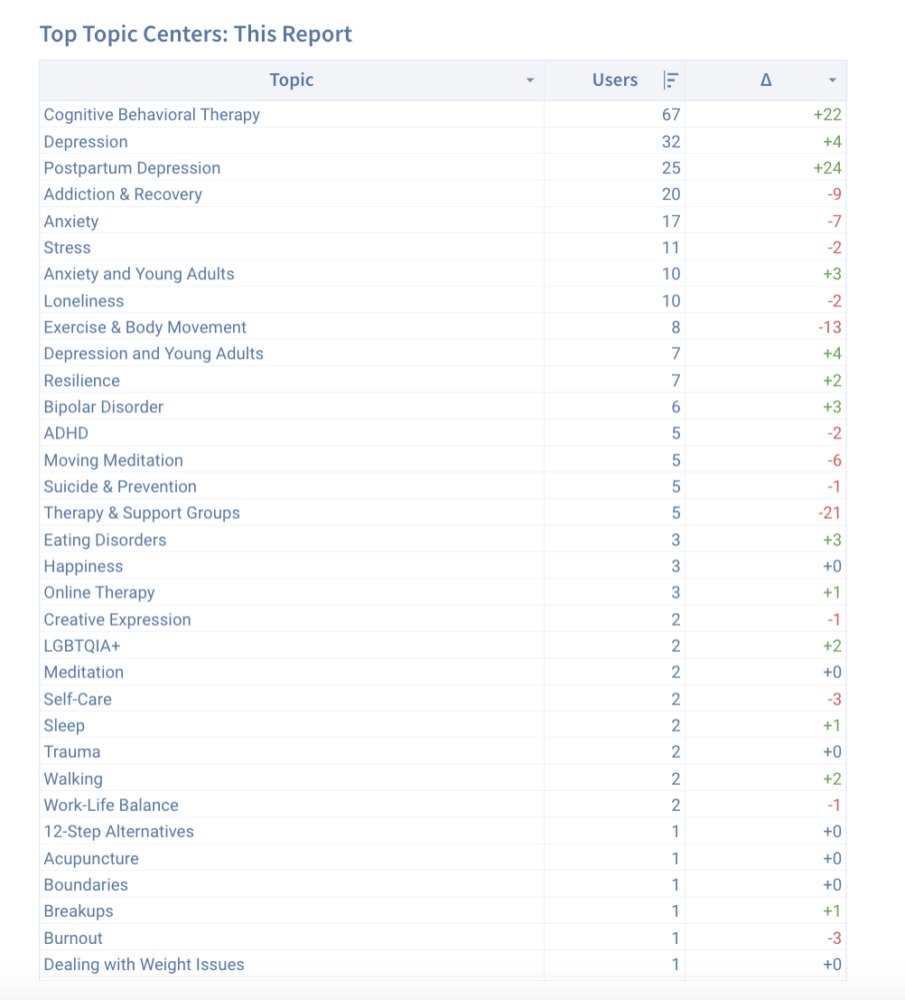 Top Topic Centers: This Report
Topic Users Δ
Cognitive Behavioral Therapy 67 +22
Depression 32 +4
Postpartum Depression 25 +24
Addiction & Recovery 20 -9
Anxiety 17 -7
Stress 11 -2
Anxiety and Young Adults 10 +3
Loneliness 10 -2
Exercise & Body Movement 8 -13
Depression and Young Adults 7 +4
Resilience 7 +2
Bipolar Disorder 6 +3
ADHD 5 -2
Moving Meditation 5 -6
Suicide & Prevention 5 -1
Therapy & Support Groups 5 -21
Eating Disorders 3 +3
Happiness 3 +0
Online Therapy 3 +1
Creative Expression 2 -1
LGBTQIA+ 2 +2
Meditation 2 +0
Self-Care 2 -3
Sleep 2 +1
Trauma 2 +0
Walking 2 +2
Work-Life Balance 2 -1
12-Step Alternatives 1 +0
Acupuncture 1 +0
Boundaries 1 +0
Breakups 1 +1
Burnout 1 -3
Dealing with Weight Issues 1 +0